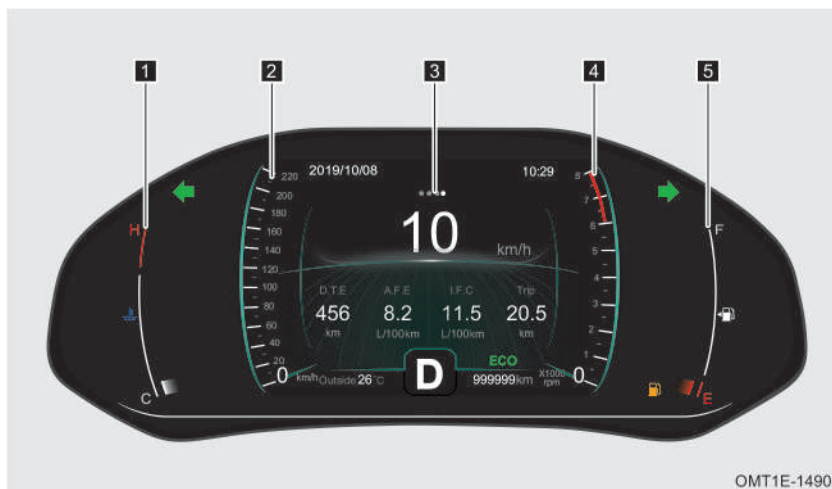 1 2 3 4 5
2019/10/08 10:29
220
200
180
160
140
120
100
80
60
40
20
0 km/h
8
7
6
5
4
3
2
1
0 X1000 rpm
H
C
F
E
10 km/h
D.T.E A.F.E I.F.C Trip
456 8.2 11.5 20.5
km L/100km L/100km km
ECO
D
Outside 26°C 999999km
OMT1E-1490